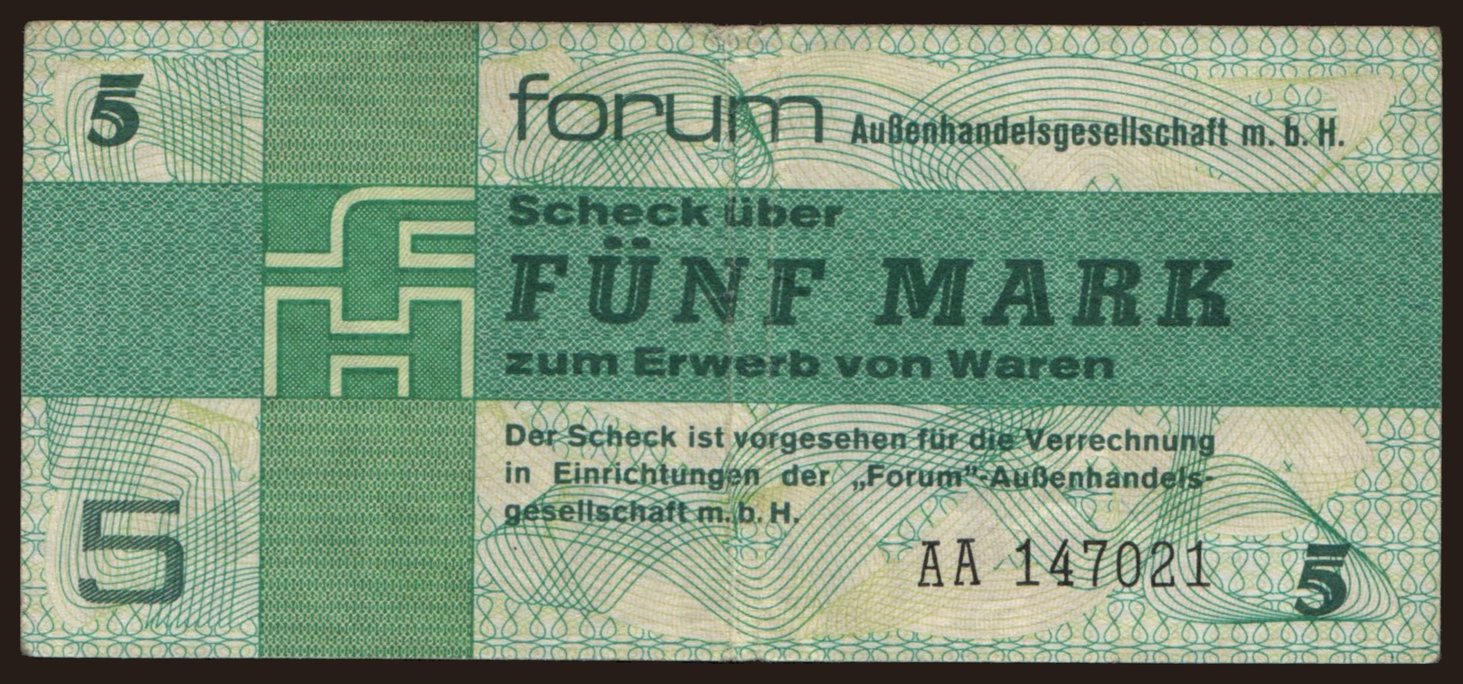 5
forum Außenhandelsgesellschaft m. b. H.
Scheck über
FÜNF MARK
zum Erwerb von Waren
Der Scheck ist vorgesehen für die Verrechnung
in Einrichtungen der „Forum"-Außenhandels-
gesellschaft m. b. H.
5
AA 147021
5